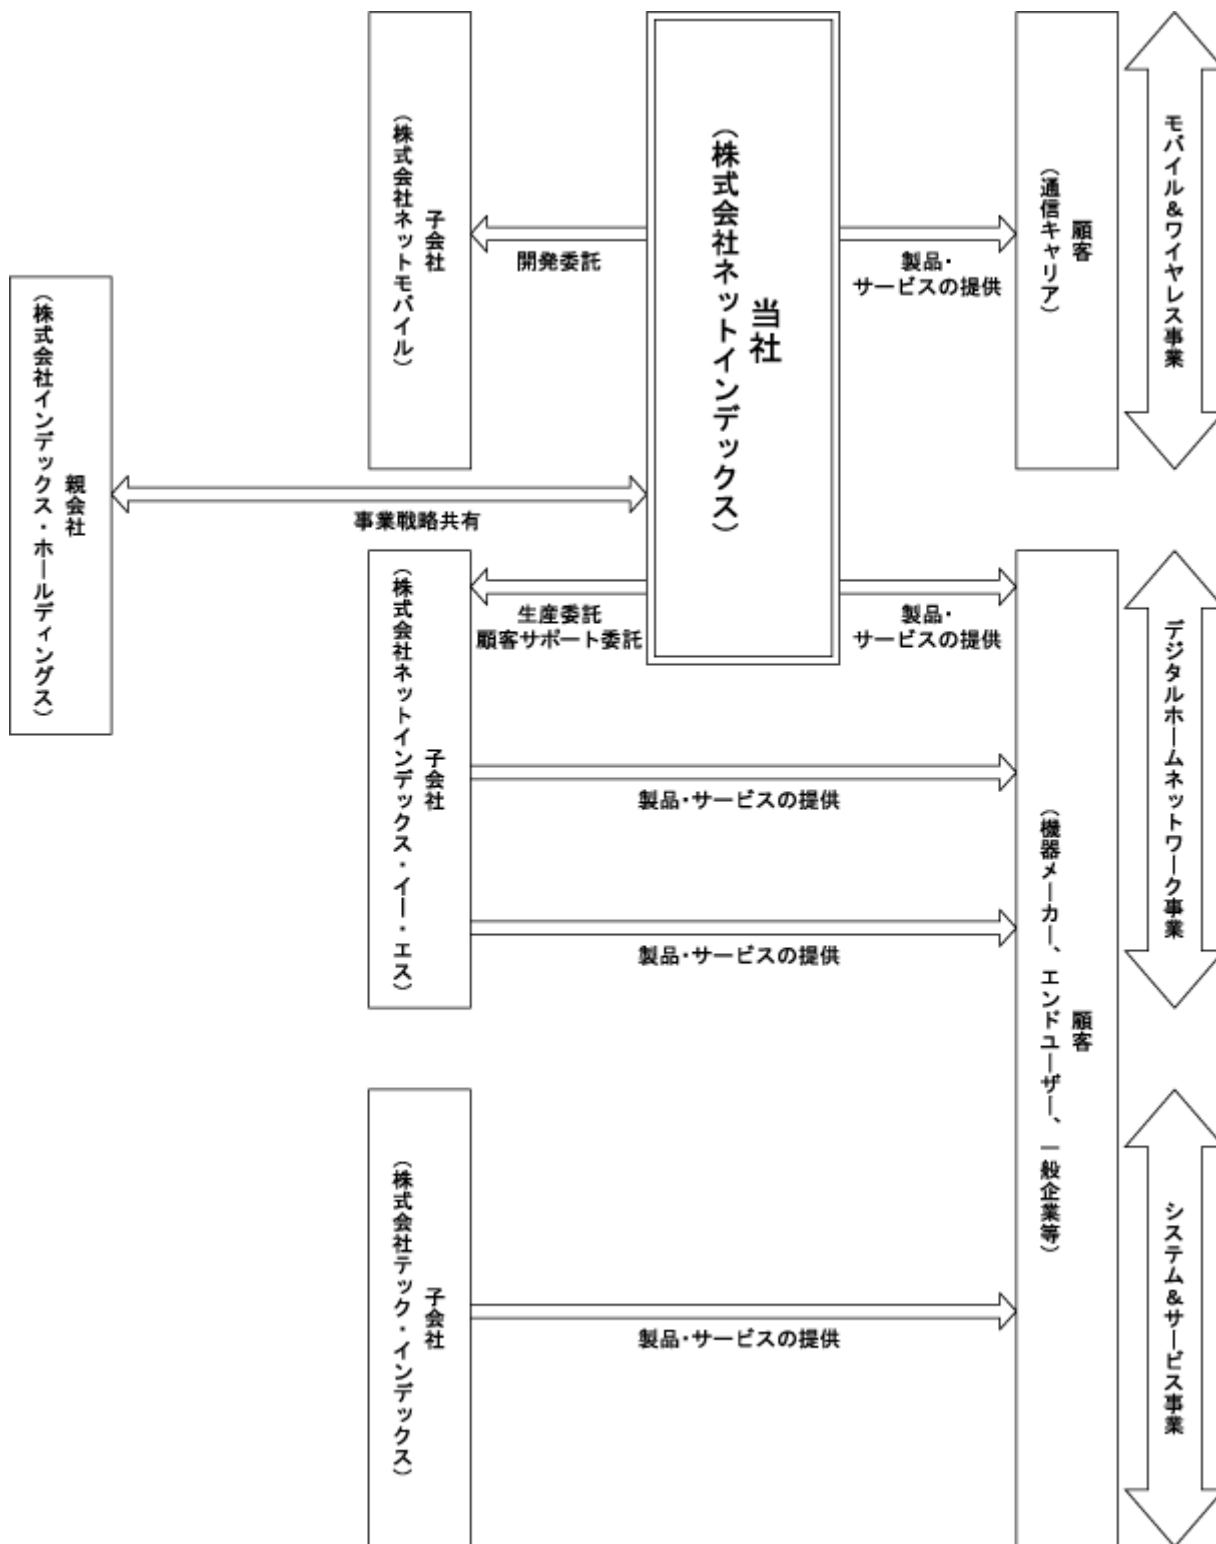 親会社
（株式会社インデックス・ホールディングス）
事業戦略共有
子会社
（株式会社ネットモバイル）
開発委託
当社
（株式会社ネットインデックス）
製品・
サービスの提供
顧客
（通信キャリア）
モバイル＆ワイヤレス事業
子会社
（株式会社ネットインデックス・イー・エス）
生産委託
顧客サポート委託
製品・
サービスの提供
製品・サービスの提供
製品・サービスの提供
顧客
（機器メーカー、エンドユーザー、一般企業等）
デジタルホームネットワーク事業
子会社
（株式会社テック・インデックス）
製品・サービスの提供
システム＆サービス事業